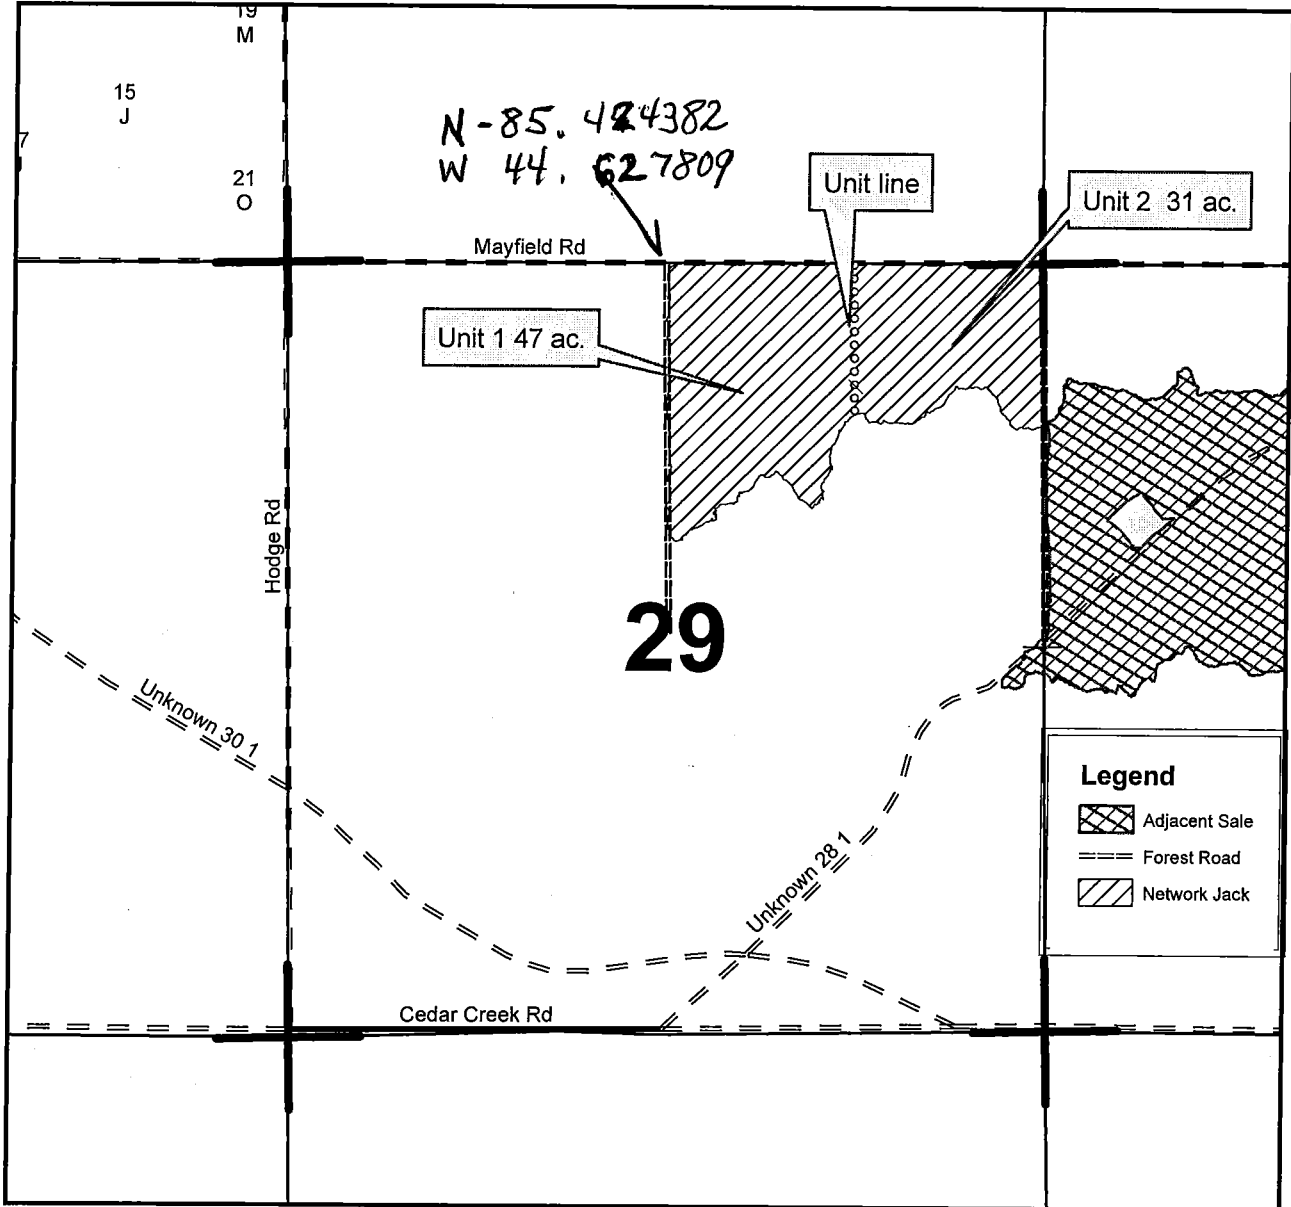 19
M
15
J
7
21
O
N -85. 424382
W 44. 627809
Unit line
Unit 2 31 ac.
Mayfield Rd
Unit 1 47 ac.
Hodge Rd
29
Unknown 30 1
Unknown 28 1
Legend
Adjacent Sale
Forest Road
Network Jack
Cedar Creek Rd